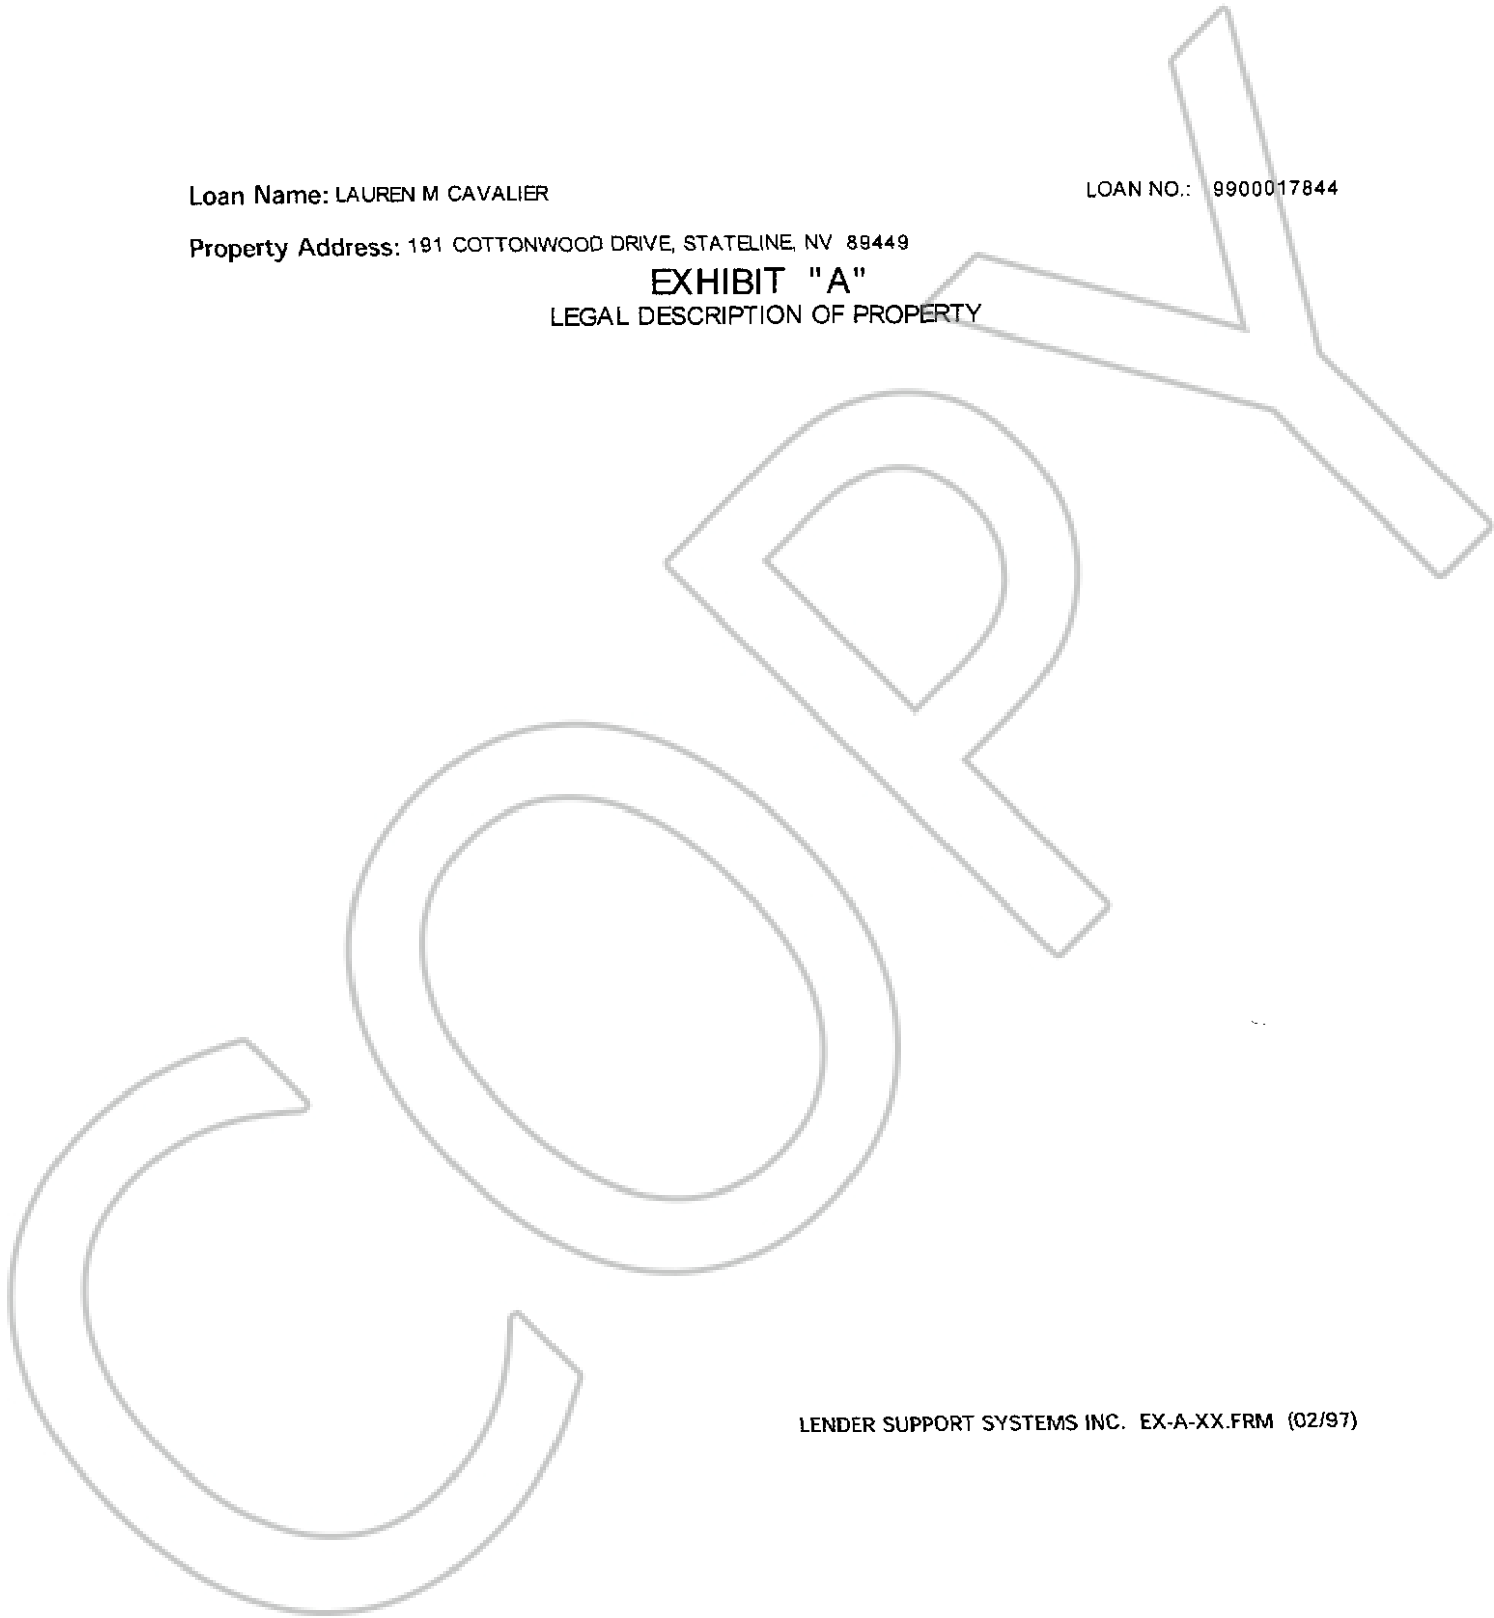 Loan Name: LAUREN M CAVALIER LOAN NO.: 9900017844
Property Address: 191 COTTONWOOD DRIVE, STATELINE, NV 89449
EXHIBIT "A"
LEGAL DESCRIPTION OF PROPERTY
COPY
LENDER SUPPORT SYSTEMS INC. EX-A-XX.FRM (02/97)